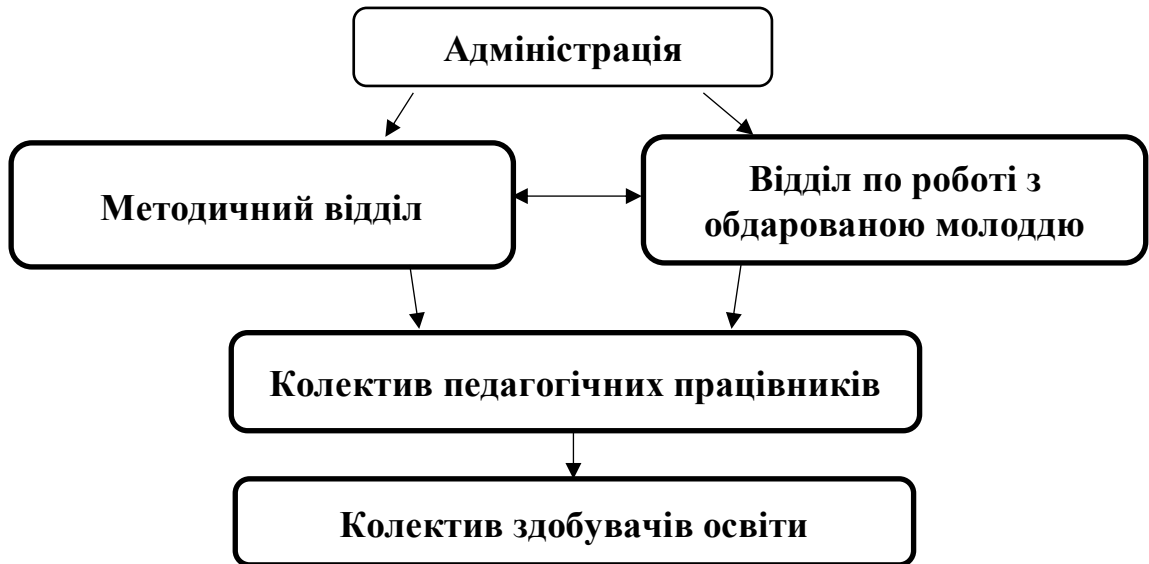 Адміністрація
Методичний відділ
Відділ по роботі з
обдарованою молоддю
Колектив педагогічних працівників
Колектив здобувачів освіти